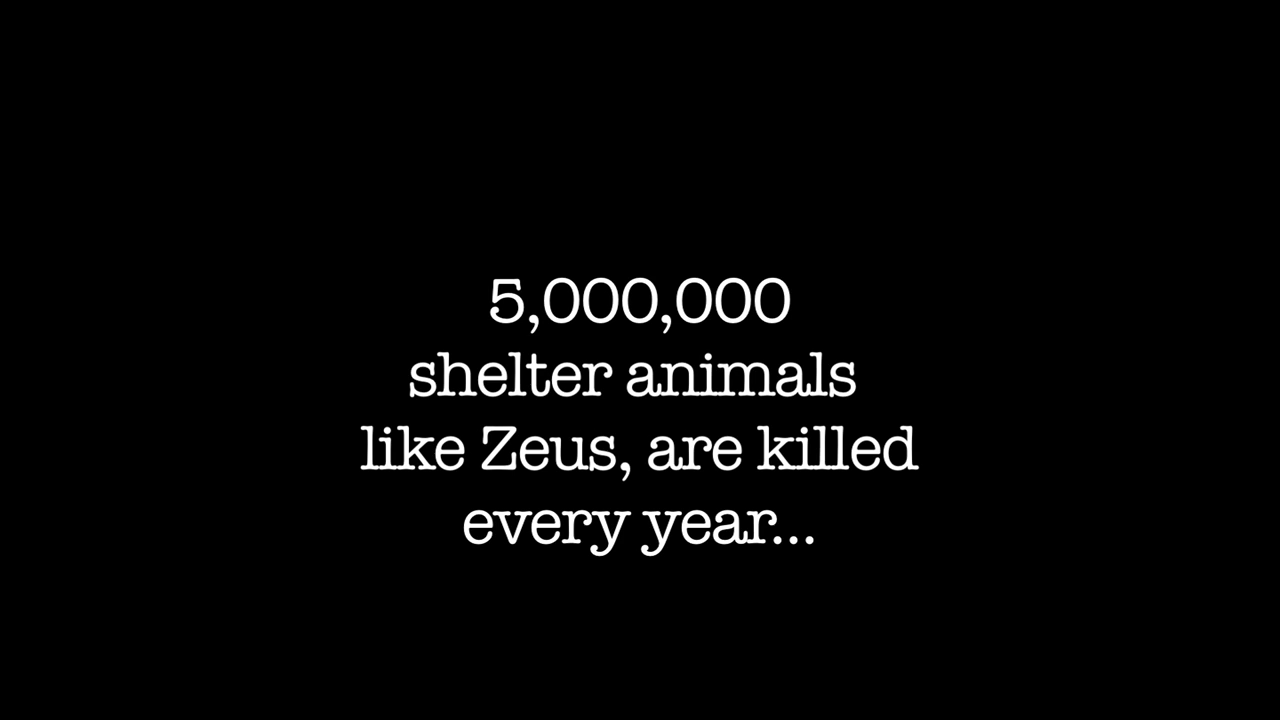 5,000,000
shelter animals
like Zeus, are killed
every year...